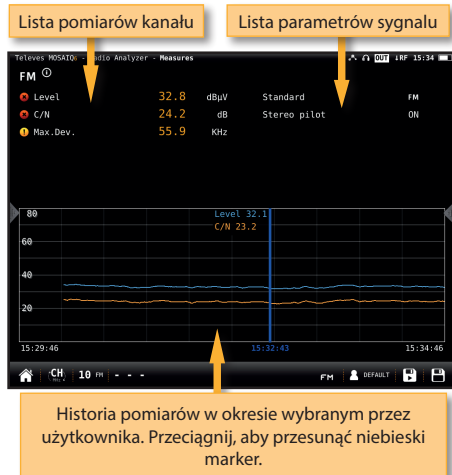 Lista pomiarów kanału
Lista parametrów sygnalu
Televes MOSAIQ6 - Radio Analyzer - Measures
OUT ↓RF 15:34
FM
Level 32.8 dBµV Standard FM
C/N 24.2 dB Stereo pilot ON
Max.Dev. 55.9 KHz
80
Level 32.1
C/N 23.2
60
40
20
15:29:46 15:32:43 15:34:46
CH 10 FM - - - FM DEFAULT
Historia pomiarów w okresie wybranym przez
użytkownika. Przeciągnij, aby przesunąć niebieski
marker.